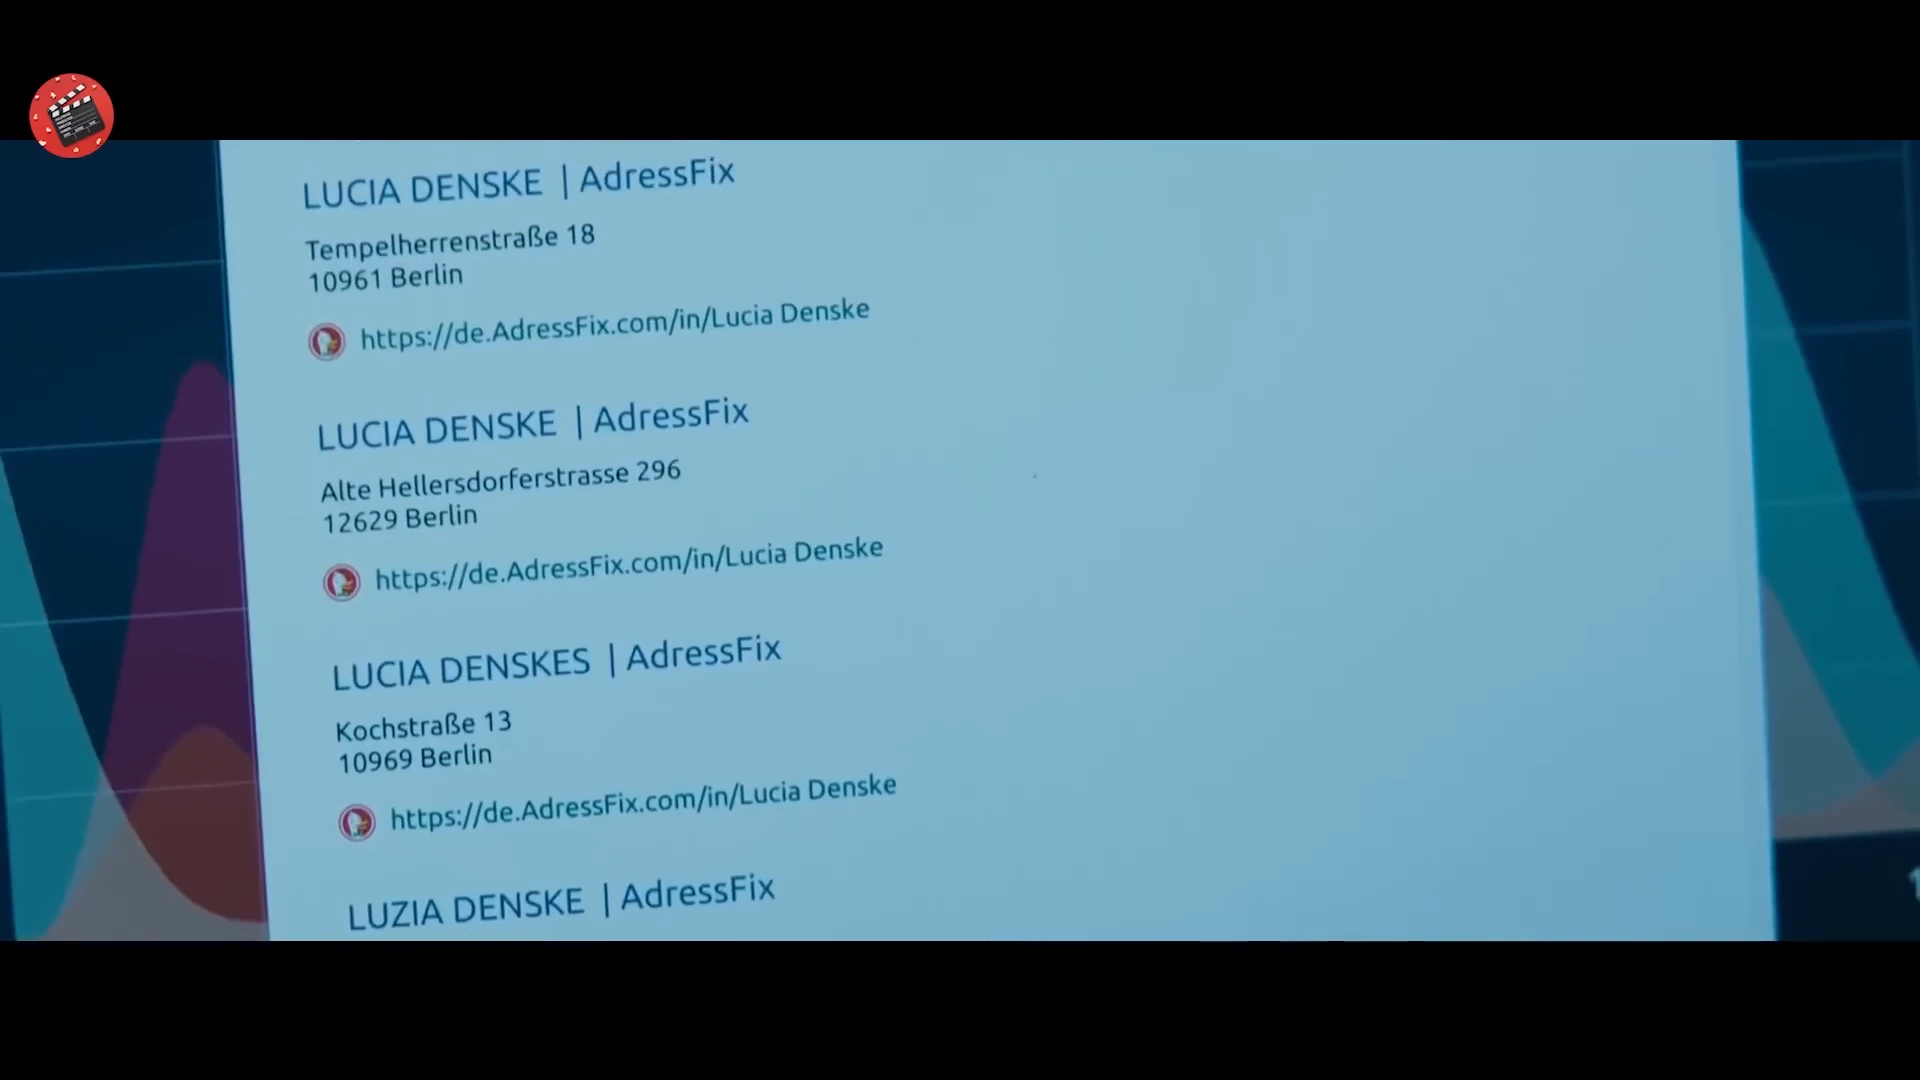 LUCIA DENSKE | AdressFix
Tempelherrenstraße 18
10961 Berlin
https://de.AdressFix.com/in/Lucia Denske
LUCIA DENSKE | AdressFix
Alte Hellersdorferstrasse 296
12629 Berlin
https://de.AdressFix.com/in/Lucia Denske
LUCIA DENSKES | AdressFix
Kochstraße 13
10969 Berlin
https://de.AdressFix.com/in/Lucia Denske
LUZIA DENSKE | AdressFix